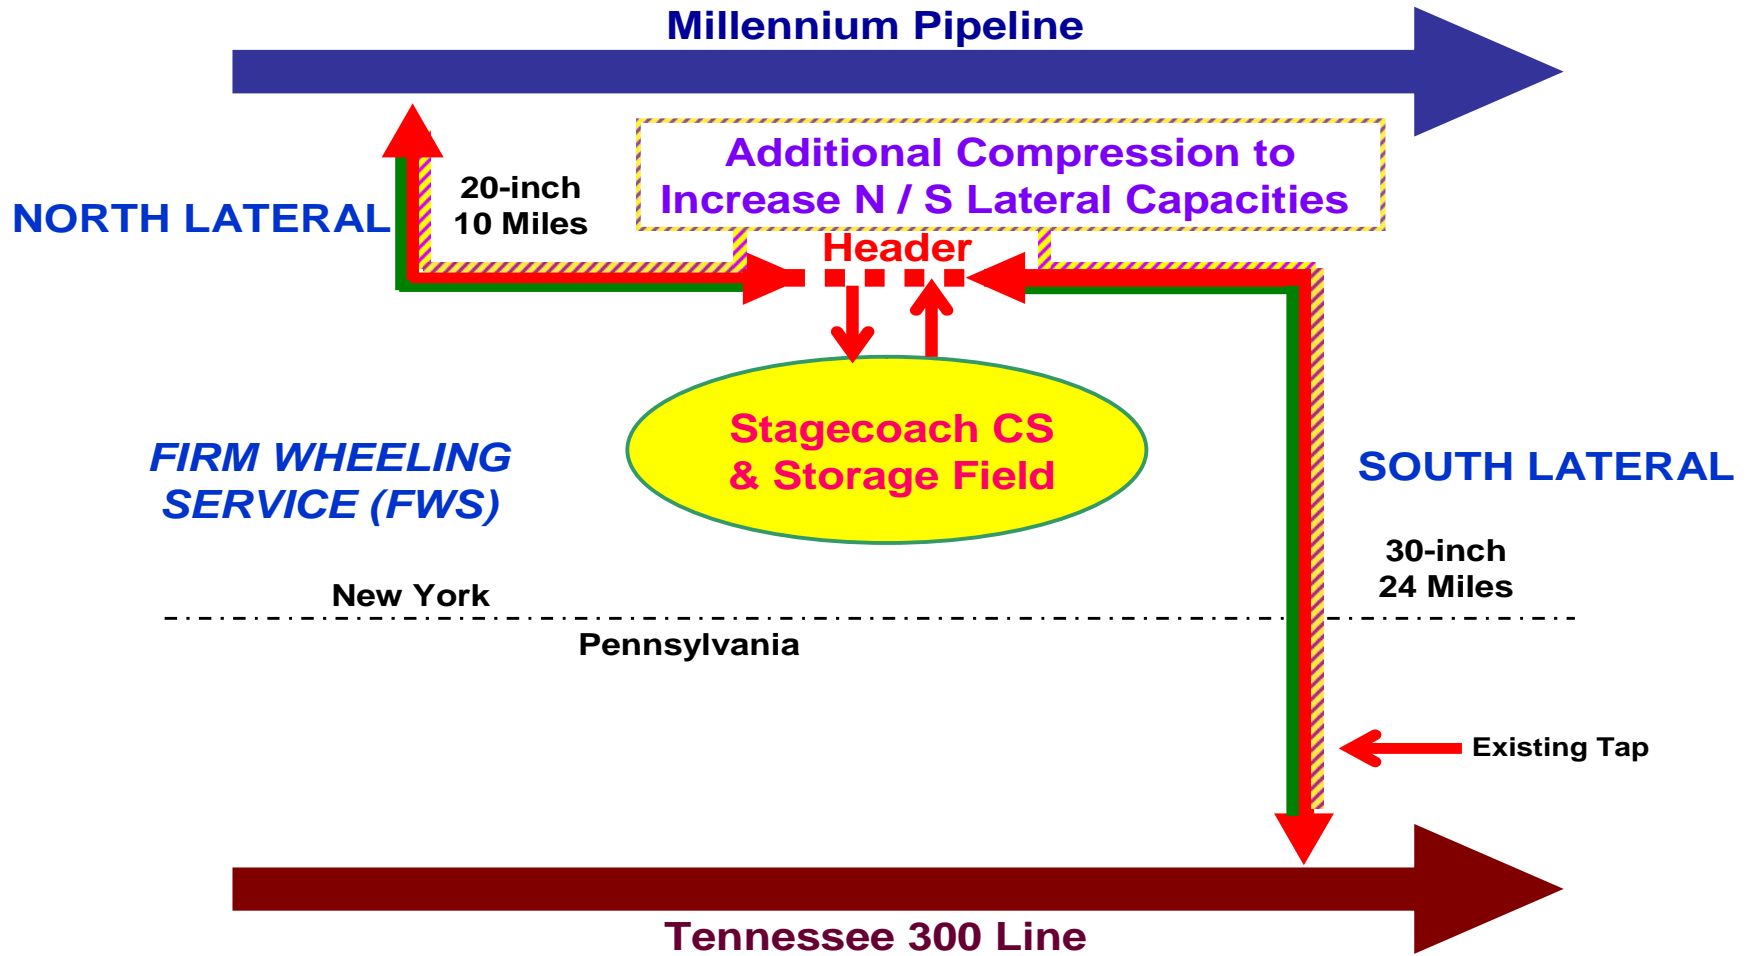 Millennium Pipeline
Additional Compression to
Increase N / S Lateral Capacities
20-inch
10 Miles
NORTH LATERAL
Header
Stagecoach CS
& Storage Field
FIRM WHEELING
SERVICE (FWS)
SOUTH LATERAL
30-inch
24 Miles
New York
Pennsylvania
Existing Tap
Tennessee 300 Line